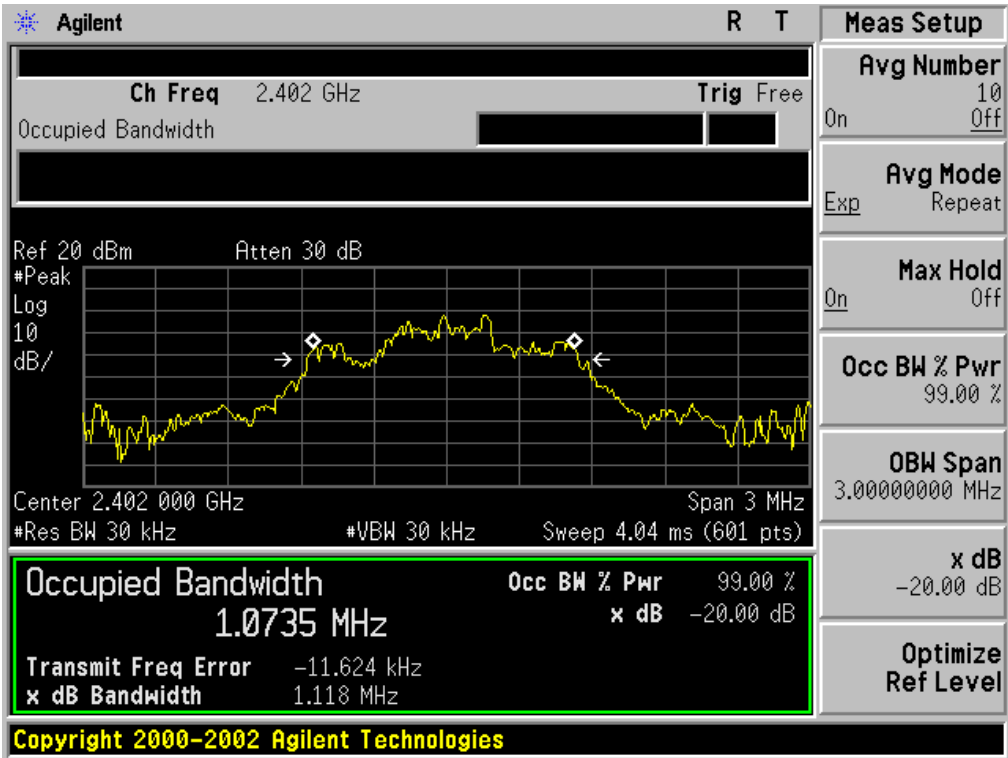 Agilent R T
Ch Freq 2.402 GHz Trig Free
Occupied Bandwidth
Ref 20 dBm Atten 30 dB
#Peak
Log
10
dB/
Center 2.402 000 GHz Span 3 MHz
#Res BW 30 kHz #VBW 30 kHz Sweep 4.04 ms (601 pts)
Occupied Bandwidth Occ BW % Pwr 99.00 %
1.0735 MHz x dB -20.00 dB
Transmit Freq Error -11.624 kHz
x dB Bandwidth 1.118 MHz
Copyright 2000-2002 Agilent Technologies
Meas Setup
Avg Number
10
On Off
Avg Mode
Exp Repeat
Max Hold
On Off
Occ BW % Pwr
99.00 %
OBW Span
3.00000000 MHz
x dB
-20.00 dB
Optimize
Ref Level